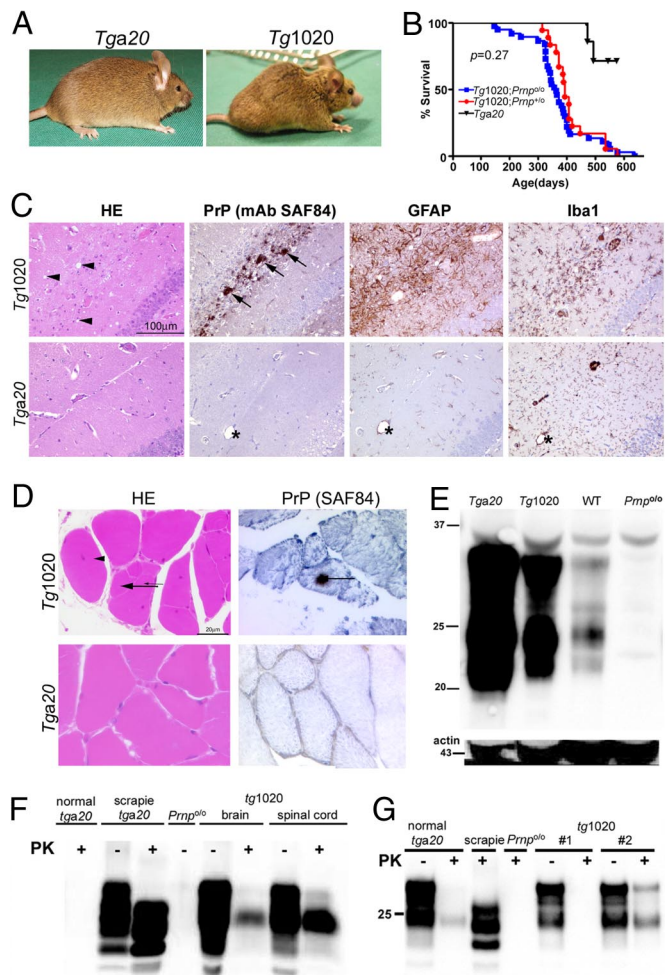 A
Tga20
Tg1020
B
100
50
0
% Survival
p=0.27
Tg1020;Prnpo/o
Tg1020;Prnp+/o
Tga20
0 100 200 300 400 500 600
Age(days)
C
HE
PrP (mAb SAF84)
GFAP
Iba1
Tg1020
100μm
Tga20
*
*
*
D
HE
PrP (SAF84)
Tg1020
20μm
Tga20
E
Tga20 Tg1020 WT Prnpo/o
37
25
20
actin
43
F
normal tga20
scrapie tga20
Prnpo/o
tg1020
brain spinal cord
PK + - + - - + - +
G
normal tga20
scrapie
Prnpo/o
tg1020
#1 #2
PK - + + + - + - +
25